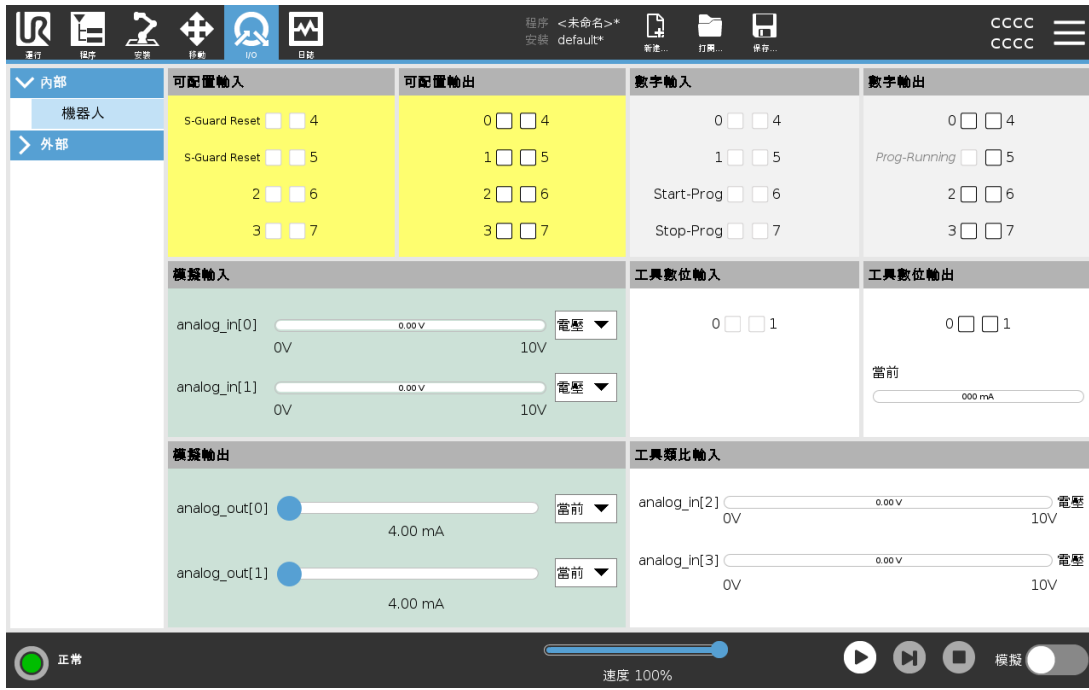 UR
程序 <未命名>*
安裝 default*
運行 程序 安裝 移動 I/O 日誌 新建... 打開... 保存...
CCCC
CCCC
內部
機器人
外部
可配置輸入
S-Guard Reset 4
S-Guard Reset 5
2 6
3 7
可配置輸出
0 4
1 5
2 6
3 7
數字輸入
0 4
1 5
Start-Prog 6
Stop-Prog 7
數字輸出
0 4
Prog-Running 5
2 6
3 7
模擬輸入
analog_in[0] 0.00 V 電壓
0V 10V
analog_in[1] 0.00 V 電壓
0V 10V
工具數位輸入
0 1
工具數位輸出
0 1
當前
000 mA
模擬輸出
analog_out[0] 當前
4.00 mA
analog_out[1] 當前
4.00 mA
工具類比輸入
analog_in[2] 0.00 V 電壓
0V 10V
analog_in[3] 0.00 V 電壓
0V 10V
正常
速度 100%
模擬